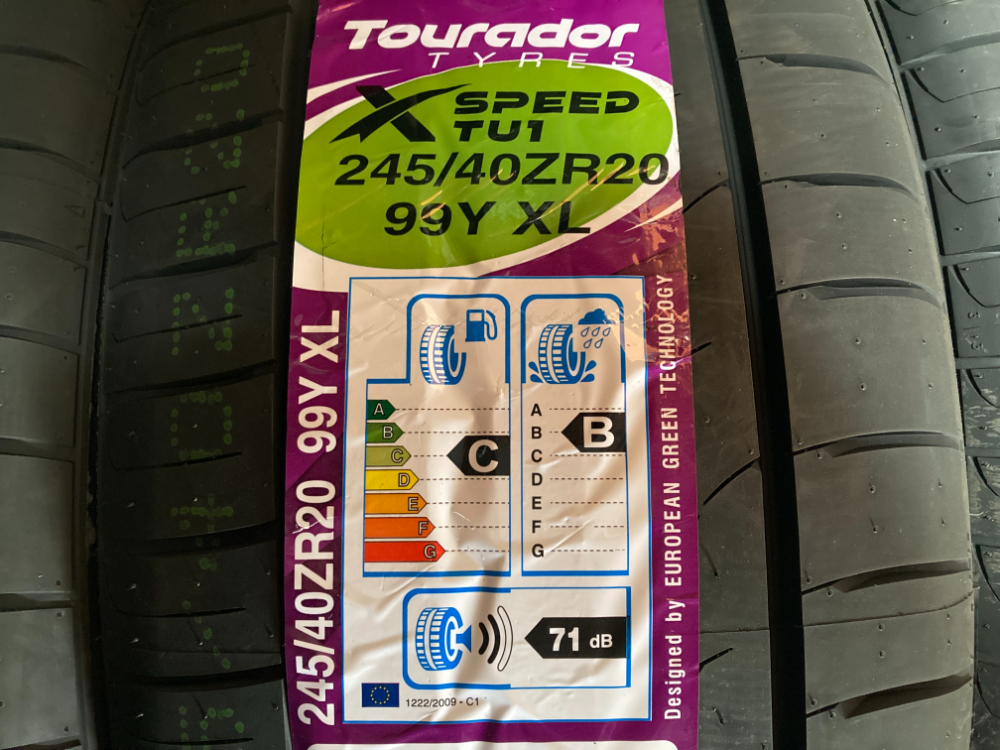 Tourador
TYRES
X SPEED
TU1
245/40ZR20
99Y XL
245/40ZR20 99Y XL
A
B
C
D
E
F
G
C
A
B
C
D
E
F
G
B
71 dB
1222/2009 - C1
Designed by EUROPEAN GREEN TECHNOLOGY